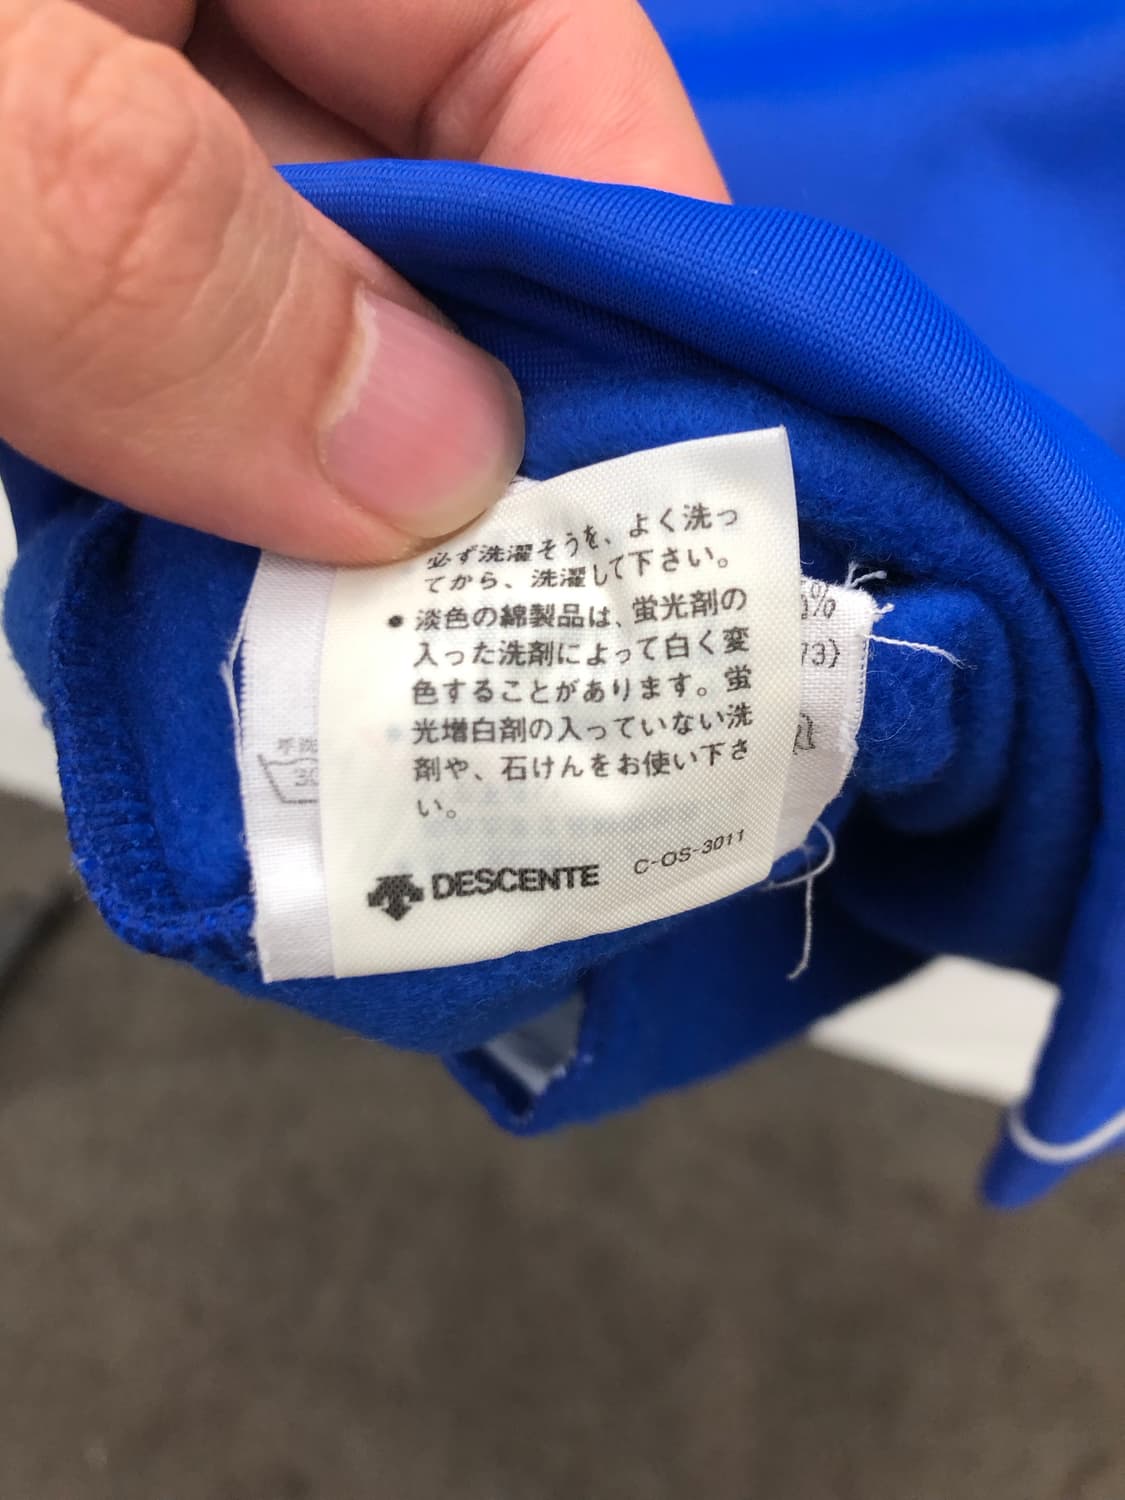 必ず洗濯そうを、よく洗っ
てから、洗濯して下さい。
●淡色の綿製品は、蛍光剤の
入った洗剤によって白く変
色することがあります。蛍
光増白剤の入っていない洗
剤や、石けんをお使い下さ
い。
DESCENTE C-OS-3011
%
73)
30